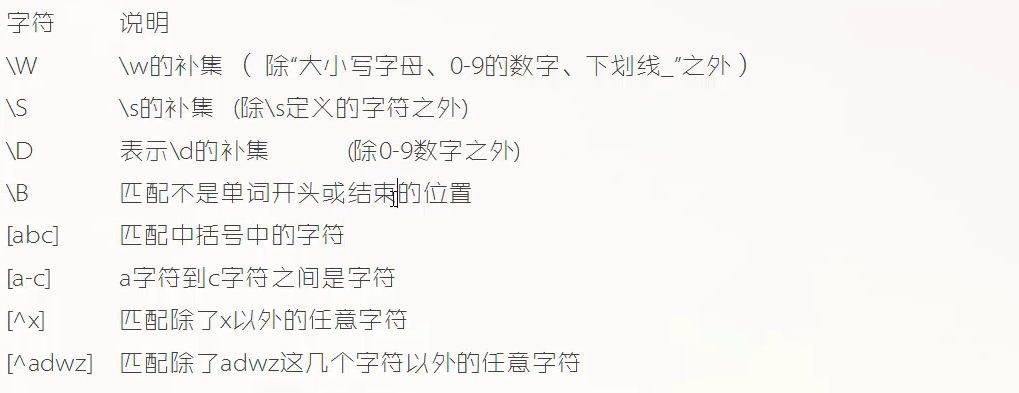 字符 说明
\W \w的补集 （ 除“大小写字母、0-9的数字、下划线_”之外 ）
\S \s的补集 (除\s定义的字符之外)
\D 表示\d的补集 (除0-9数字之外)
\B 匹配不是单词开头或结束的位置
[abc] 匹配中括号中的字符
[a-c] a字符到c字符之间是字符
[^x] 匹配除了x以外的任意字符
[^adwz] 匹配除了adwz这几个字符以外的任意字符